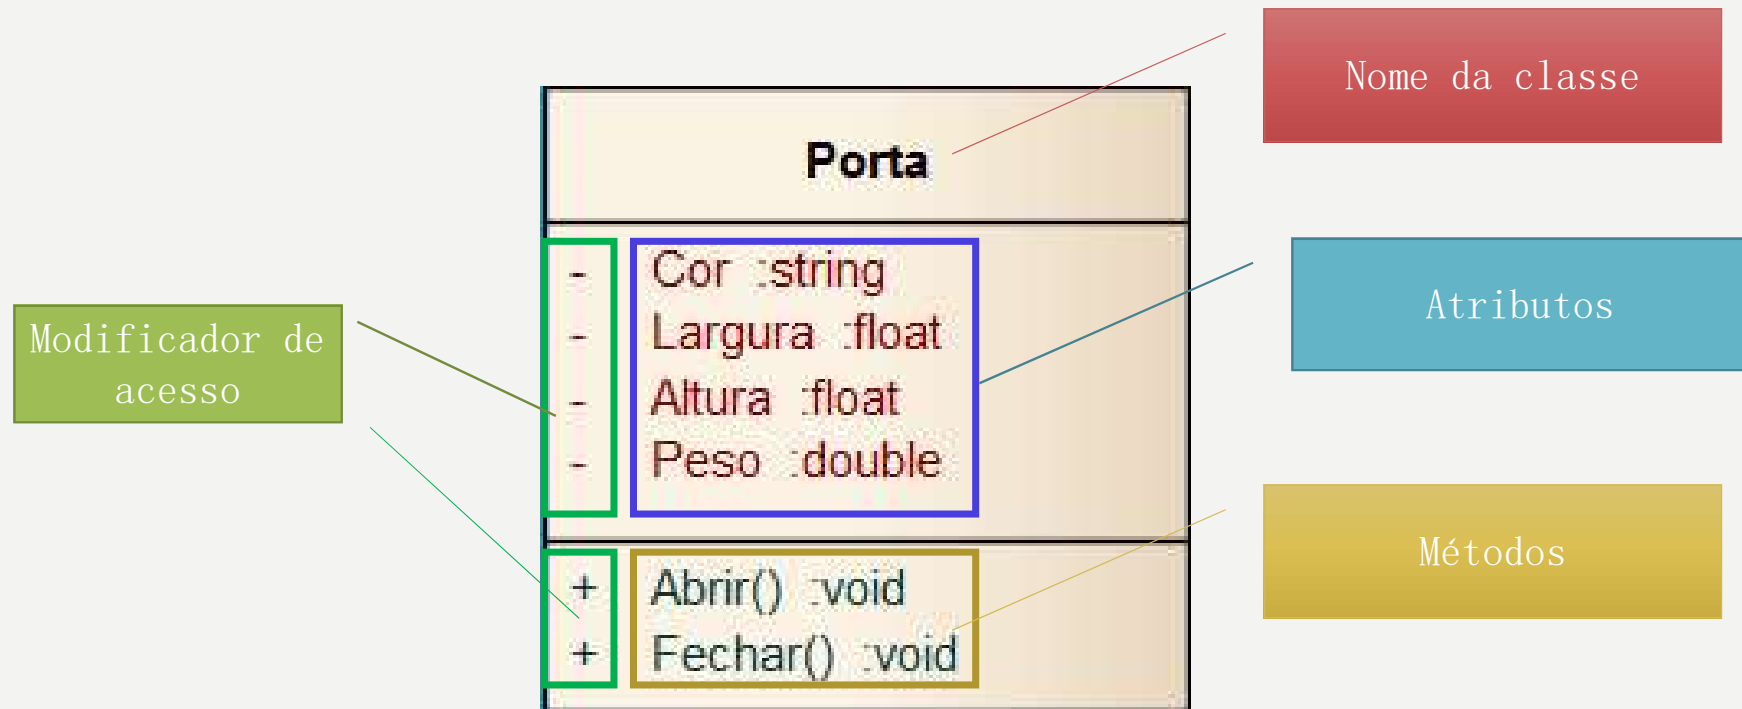 Nome da classe
Porta
Atributos
Modificador de
acesso
- Cor :string
- Largura :float
- Altura :float
- Peso :double
Métodos
+ Abrir() :void
+ Fechar() :void